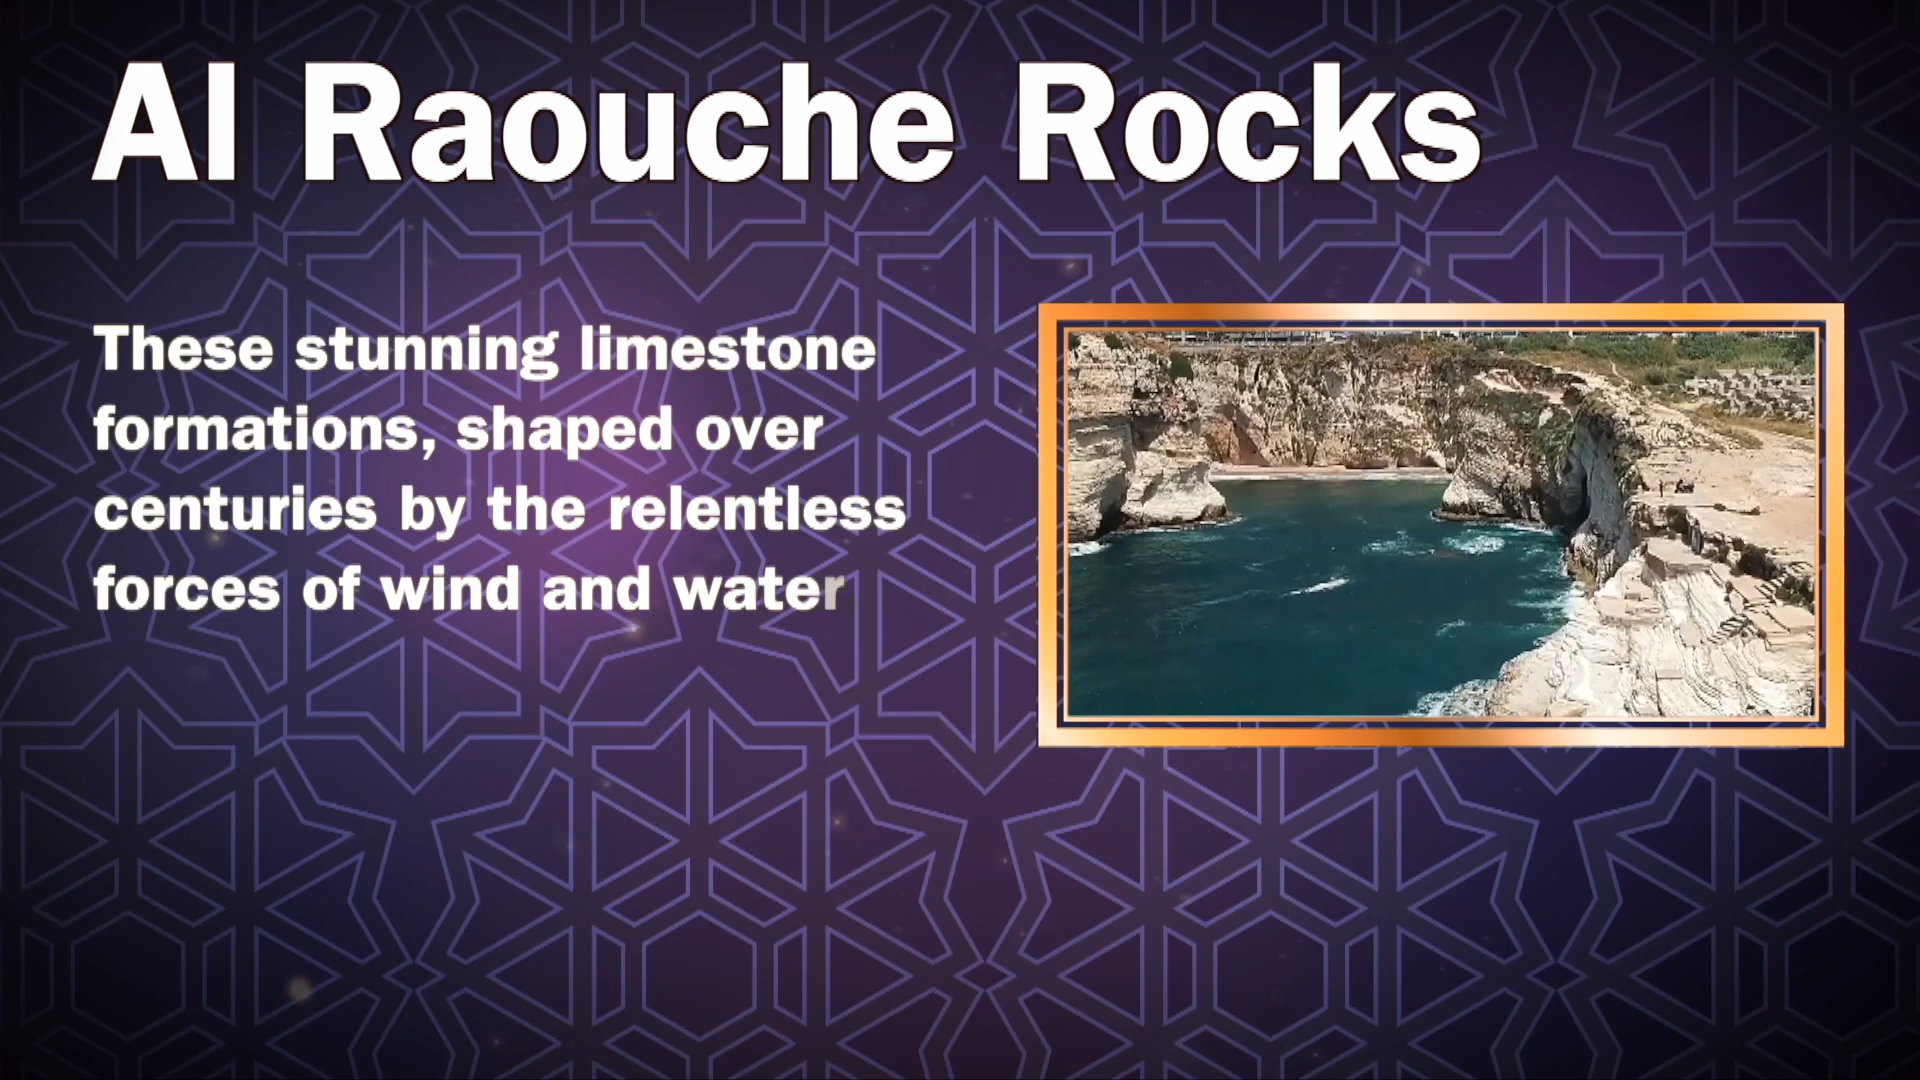 Al Raouche Rocks
These stunning limestone
formations, shaped over
centuries by the relentless
forces of wind and water